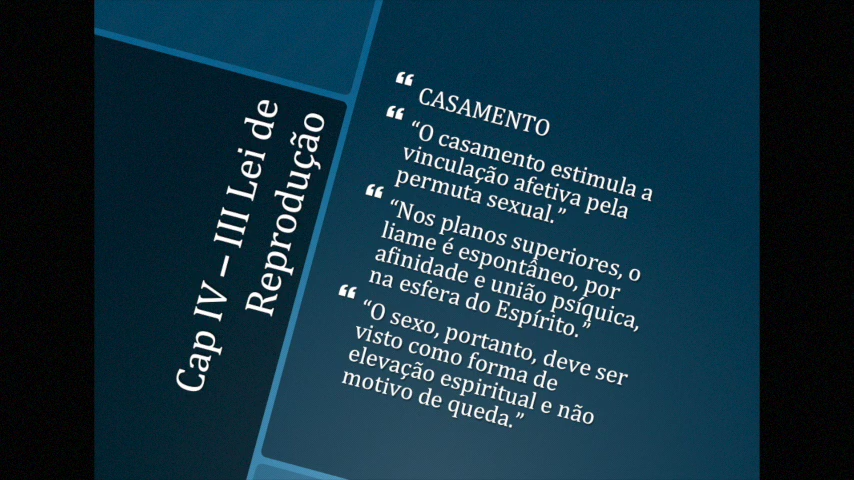 Cap IV – III Lei de
Reprodução
CASAMENTO
“O casamento estimula a
vinculação afetiva pela
permuta sexual.”
“Nos planos superiores, o
liame é espontâneo, por
afinidade e união psíquica,
na esfera do Espírito.”
“O sexo, portanto, deve ser
visto como forma de
elevação espiritual e não
motivo de queda.”